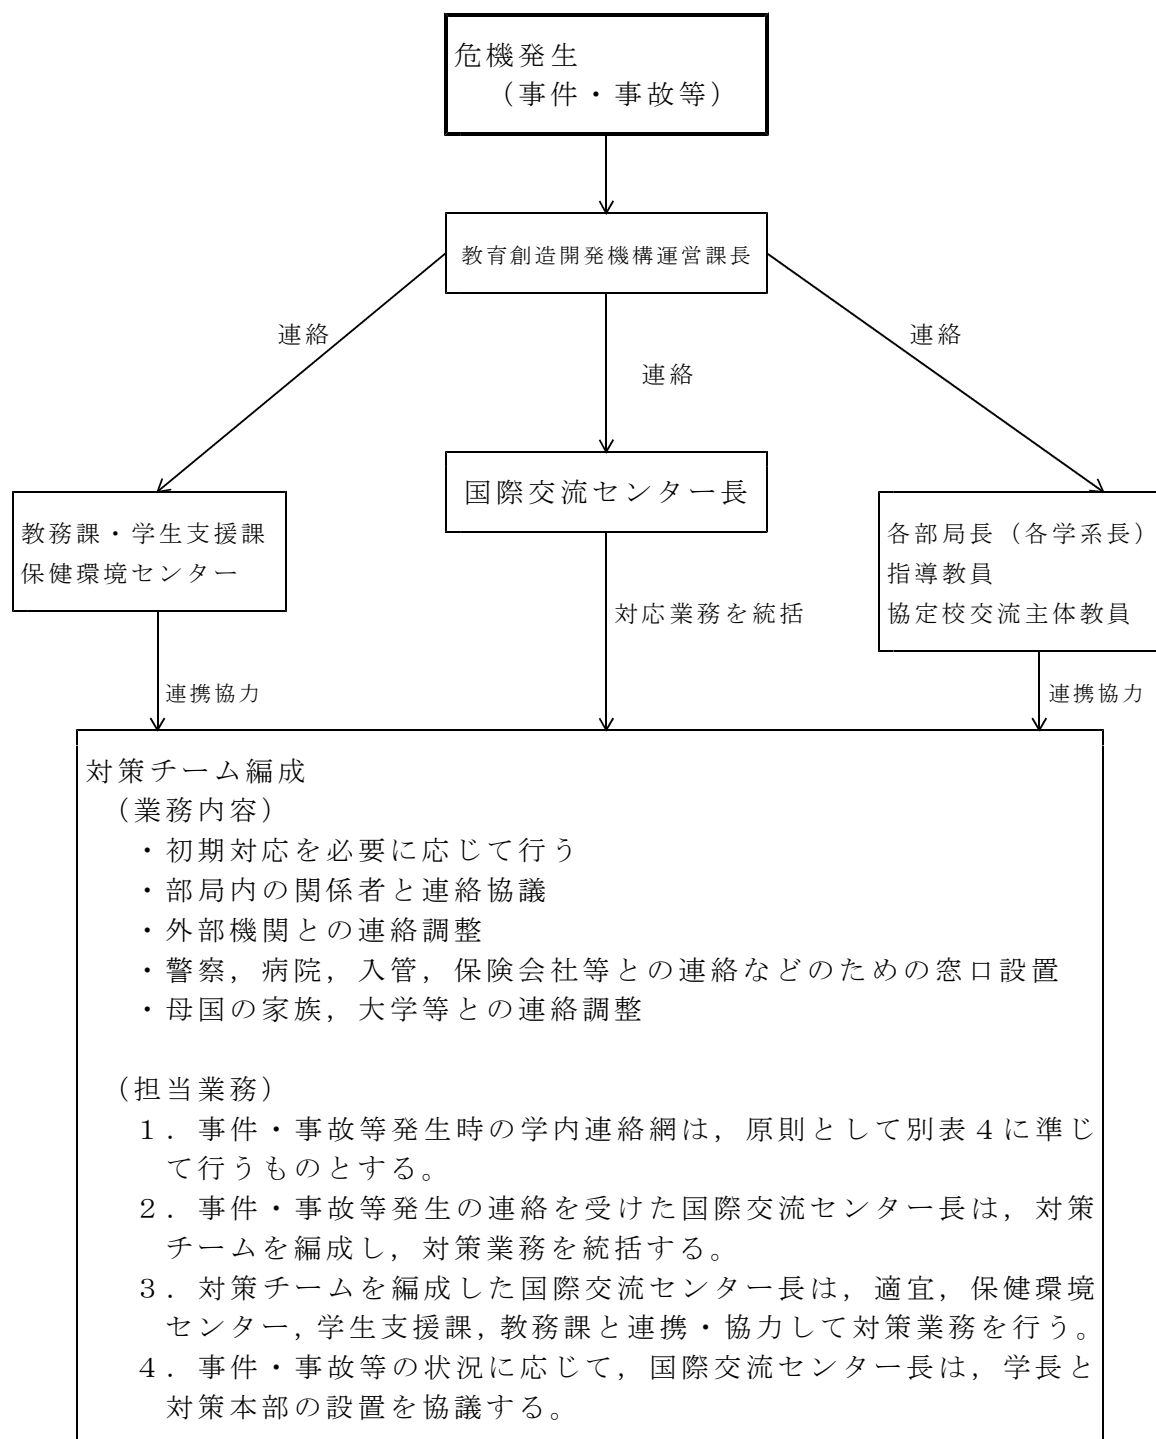 危機発生
（事件・事故等）
教育創造開発機構運営課長
連絡
連絡
連絡
国際交流センター長
教務課・学生支援課
保健環境センター
各部局長（各学系長）
指導教員
協定校交流主体教員
対応業務を統括
連携協力
連携協力
対策チーム編成
（業務内容）
・初期対応を必要に応じて行う
・部局内の関係者と連絡協議
・外部機関との連絡調整
・警察，病院，入管，保険会社等との連絡などのための窓口設置
・母国の家族，大学等との連絡調整
（担当業務）
１．事件・事故等発生時の学内連絡網は，原則として別表４に準じ
て行うものとする。
２．事件・事故等発生の連絡を受けた国際交流センター長は，対策
チームを編成し，対策業務を統括する。
３．対策チームを編成した国際交流センター長は，適宜，保健環境
センター，学生支援課，教務課と連携・協力して対策業務を行う。
４．事件・事故等の状況に応じて，国際交流センター長は，学長と
対策本部の設置を協議する。